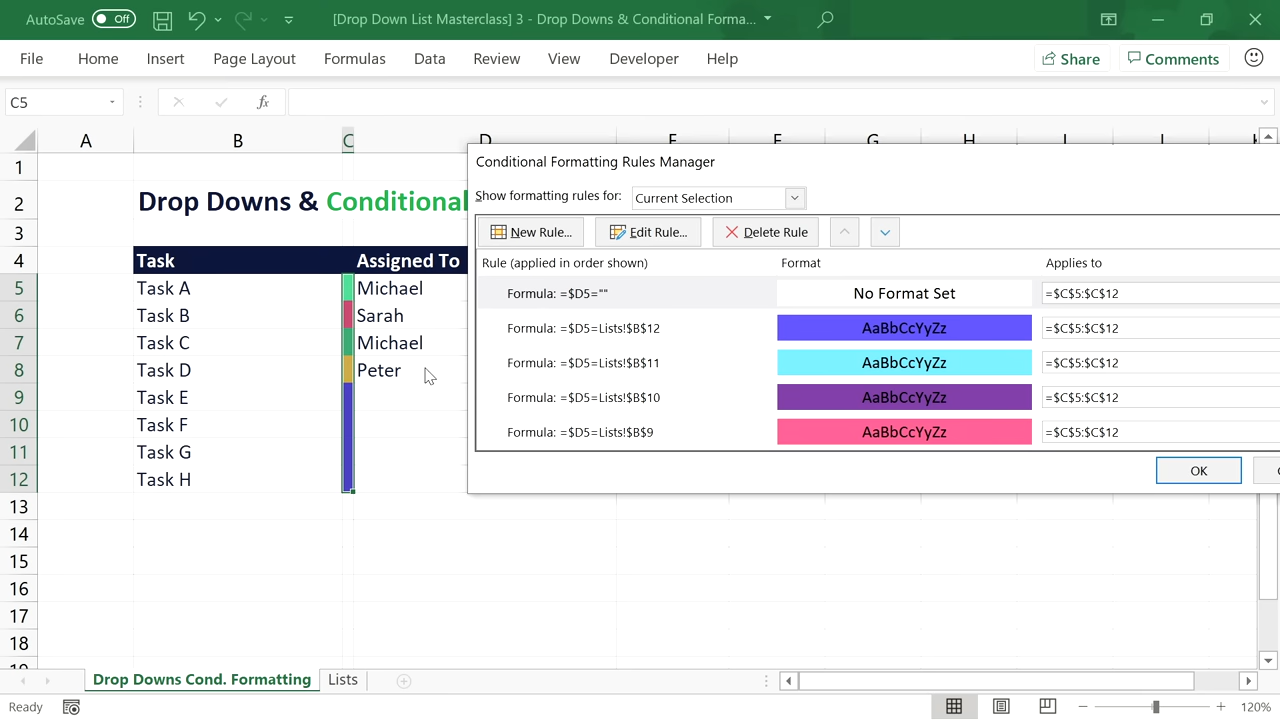 AutoSave Off [Drop Down List Masterclass] 3 - Drop Downs & Conditional Forma...
File Home Insert Page Layout Formulas Data Review View Developer Help Share Comments
C5 fx
A B C D E F G H I J K
1
2 Drop Downs & Conditional
3
4 Task Assigned To
5 Task A Michael
6 Task B Sarah
7 Task C Michael
8 Task D Peter
9 Task E
10 Task F
11 Task G
12 Task H
13
14
15
16
17
18
19
Conditional Formatting Rules Manager
Show formatting rules for: Current Selection
New Rule... Edit Rule... Delete Rule
Rule (applied in order shown) Format Applies to
Formula: =$D5="" No Format Set =$C$5:$C$12
Formula: =$D5=Lists!$B$12 AaBbCcYyZz =$C$5:$C$12
Formula: =$D5=Lists!$B$11 AaBbCcYyZz =$C$5:$C$12
Formula: =$D5=Lists!$B$10 AaBbCcYyZz =$C$5:$C$12
Formula: =$D5=Lists!$B$9 AaBbCcYyZz =$C$5:$C$12
OK
Drop Downs Cond. Formatting Lists
Ready 120%